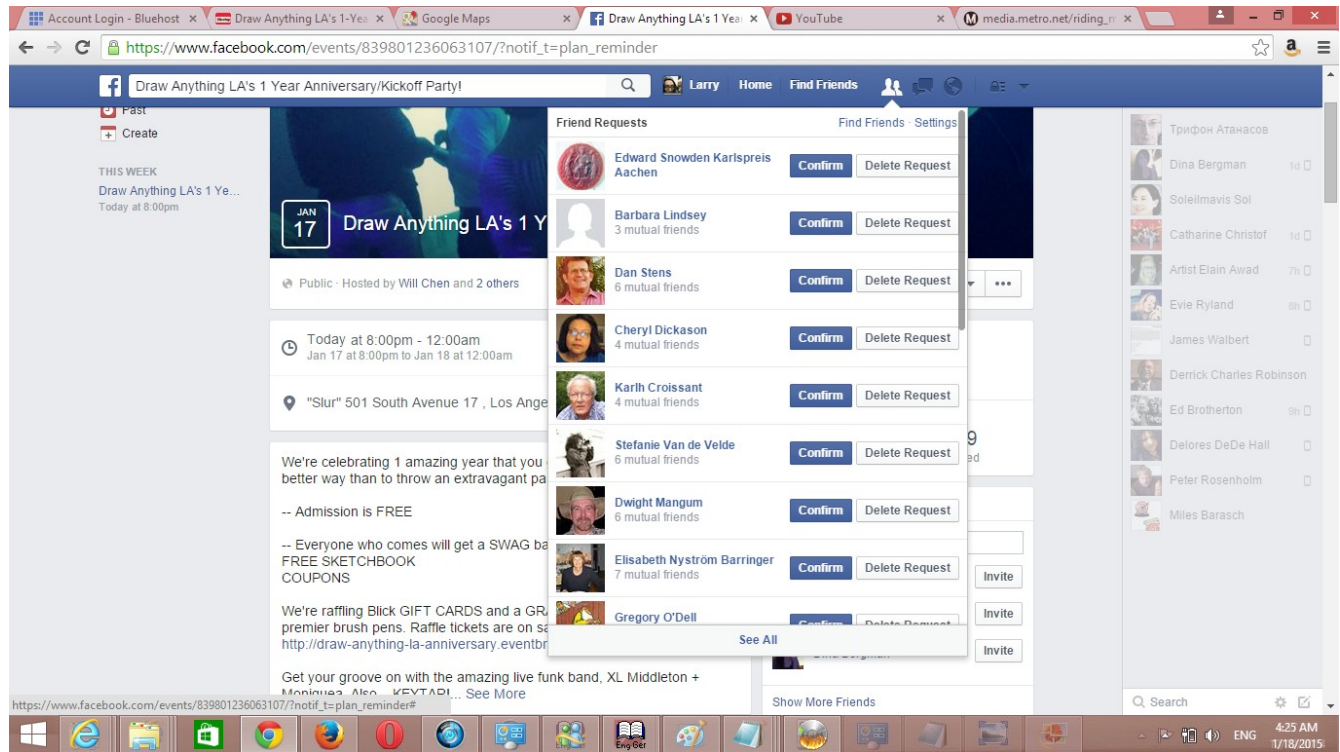 Account Login - Bluehost
Draw Anything LA's 1-Yea
Google Maps
Draw Anything LA's 1 Yea
YouTube
media.metro.net/riding_m
https://www.facebook.com/events/839801236063107/?notif_t=plan_reminder
Draw Anything LA's 1 Year Anniversary/Kickoff Party!
Larry
Home
Find Friends
Past
Create
THIS WEEK
Draw Anything LA's 1 Ye...
Today at 8:00pm
JAN
17
Draw Anything LA's 1 Y
Public · Hosted by Will Chen and 2 others
Today at 8:00pm - 12:00am
Jan 17 at 8:00pm to Jan 18 at 12:00am
"Slur" 501 South Avenue 17 , Los Ange
We're celebrating 1 amazing year that you
better way than to throw an extravagant pa
-- Admission is FREE
-- Everyone who comes will get a SWAG ba
FREE SKETCHBOOK
COUPONS
We're raffling Blick GIFT CARDS and a GR
premier brush pens. Raffle tickets are on sa
http://draw-anything-la-anniversary.eventbr
Get your groove on with the amazing live funk band, XL Middleton +
Moniquea. Also... KEYTAR!... See More
Friend Requests
Find Friends · Settings
Edward Snowden Karlspreis
Aachen
Confirm
Delete Request
Barbara Lindsey
3 mutual friends
Confirm
Delete Request
Dan Stens
6 mutual friends
Confirm
Delete Request
Cheryl Dickason
4 mutual friends
Confirm
Delete Request
Karlh Croissant
4 mutual friends
Confirm
Delete Request
Stefanie Van de Velde
6 mutual friends
Confirm
Delete Request
Dwight Mangum
6 mutual friends
Confirm
Delete Request
Elisabeth Nyström Barringer
7 mutual friends
Confirm
Delete Request
Gregory O'Dell
Confirm
Delete Request
See All
9
ed
Invite
Invite
Invite
Dina Bergman
Show More Friends
Трифон Атанасов
Dina Bergman 1d
Soleilmavis Sol
Catharine Christof 1d
Artist Elain Awad 7h
Evie Ryland 6h
James Walbert
Derrick Charles Robinson
Ed Brotherton 9h
Delores DeDe Hall
Peter Rosenholm
Miles Barasch
Search
https://www.facebook.com/events/839801236063107/?notif_t=plan_reminder#
Eng Ger
ENG
4:25 AM
1/18/2015